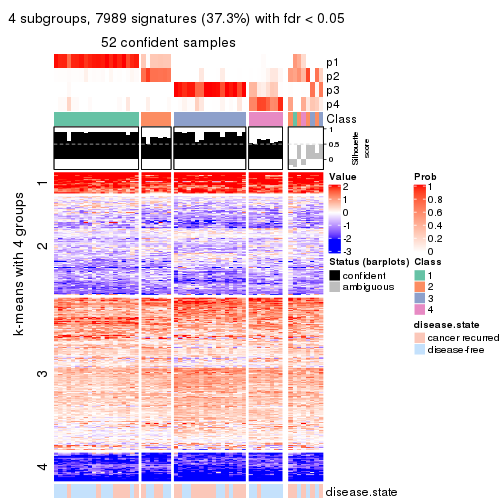 4 subgroups, 7989 signatures (37.3%) with fdr < 0.05
52 confident samples
p1
p2
p3
p4
Class
1
0.5
0
Silhouette
score
k-means with 4 groups
1
2
3
4
Value
2
1
0
-1
-2
-3
Prob
1
0.8
0.6
0.4
0.2
0
Status (barplots)
confident
ambiguous
Class
1
2
3
4
disease.state
cancer recurred
disease-free
disease.state